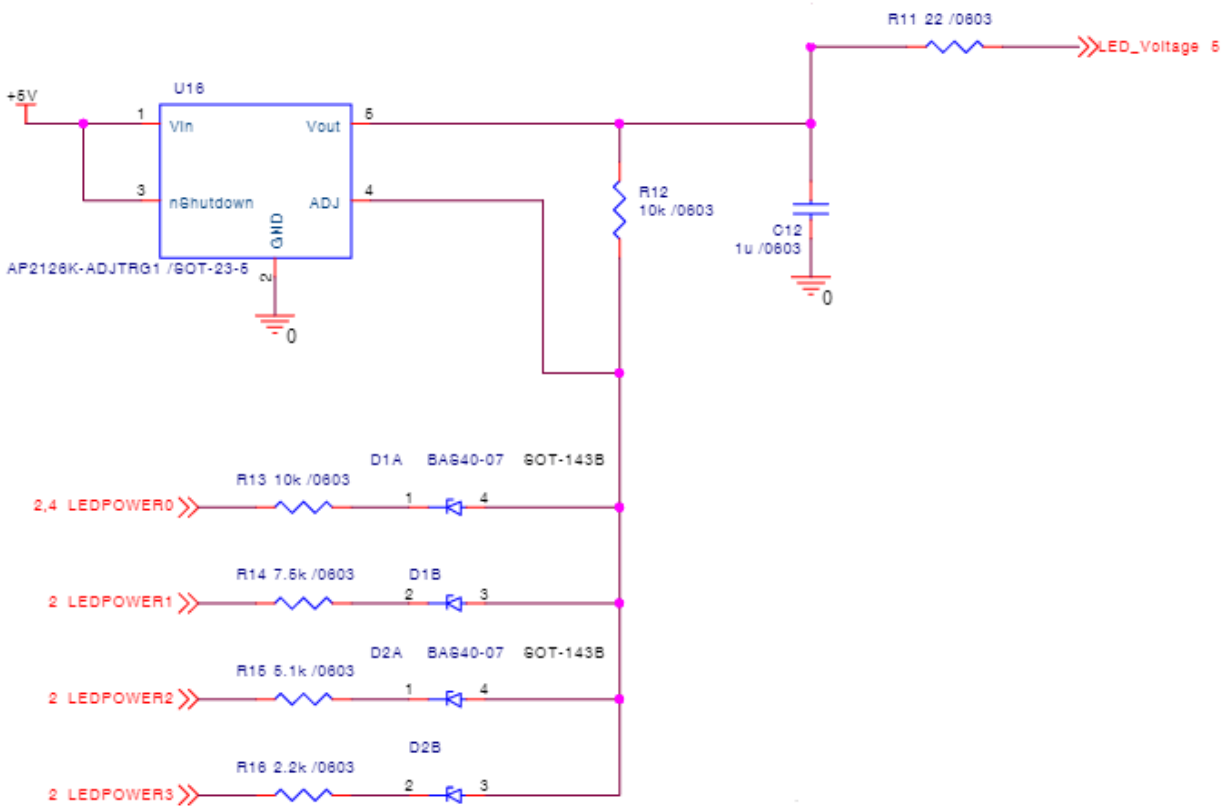 R11 22 /0603
LED_Voltage 5
+5V
U16
1
Vin
Vout
5
3
nShutdown
ADJ
4
GND
2
AP2126K-ADJTRG1 /SOT-23-5
0
R12
10k /0603
C12
1u /0603
0
D1A BAS40-07 SOT-143B
R13 10k /0603
2,4 LEDPOWER0
1
4
R14 7.5k /0603
D1B
2 LEDPOWER1
2
3
D2A BAS40-07 SOT-143B
R15 5.1k /0603
2 LEDPOWER2
1
4
D2B
R16 2.2k /0603
2 LEDPOWER3
2
3